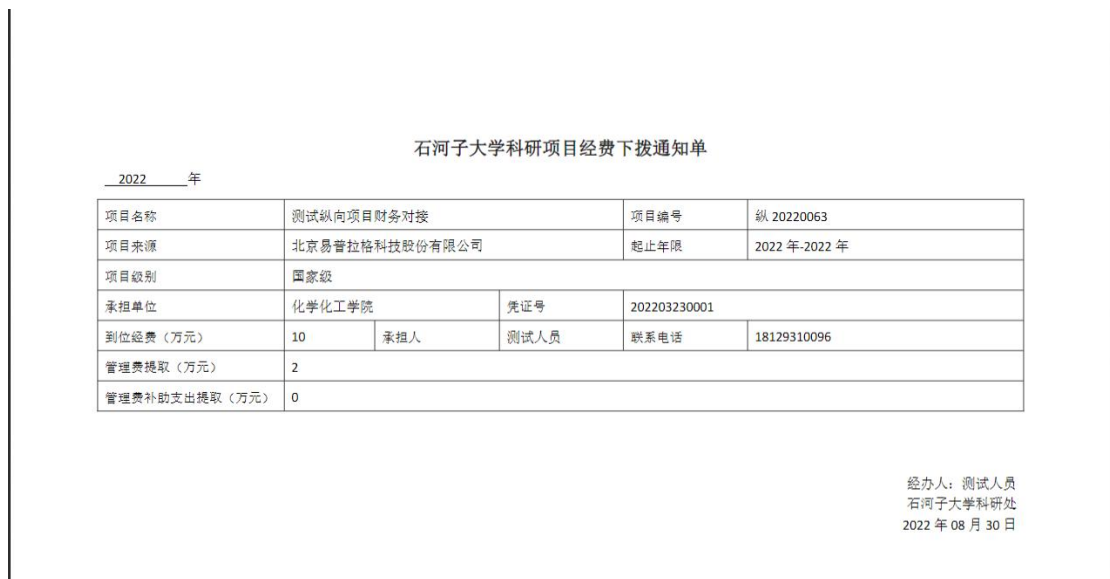 石河子大学科研项目经费下拨通知单
2022 年
项目名称 测试纵向项目财务对接 项目编号 纵 20220063
项目来源 北京易普拉格科技股份有限公司 起止年限 2022 年-2022 年
项目级别 国家级
承担单位 化学化工学院 凭证号 202203230001
到位经费（万元） 10 承担人 测试人员 联系电话 18129310096
管理费提取（万元） 2
管理费补助支出提取（万元） 0
经办人：测试人员
石河子大学科研处
2022 年 08 月 30 日